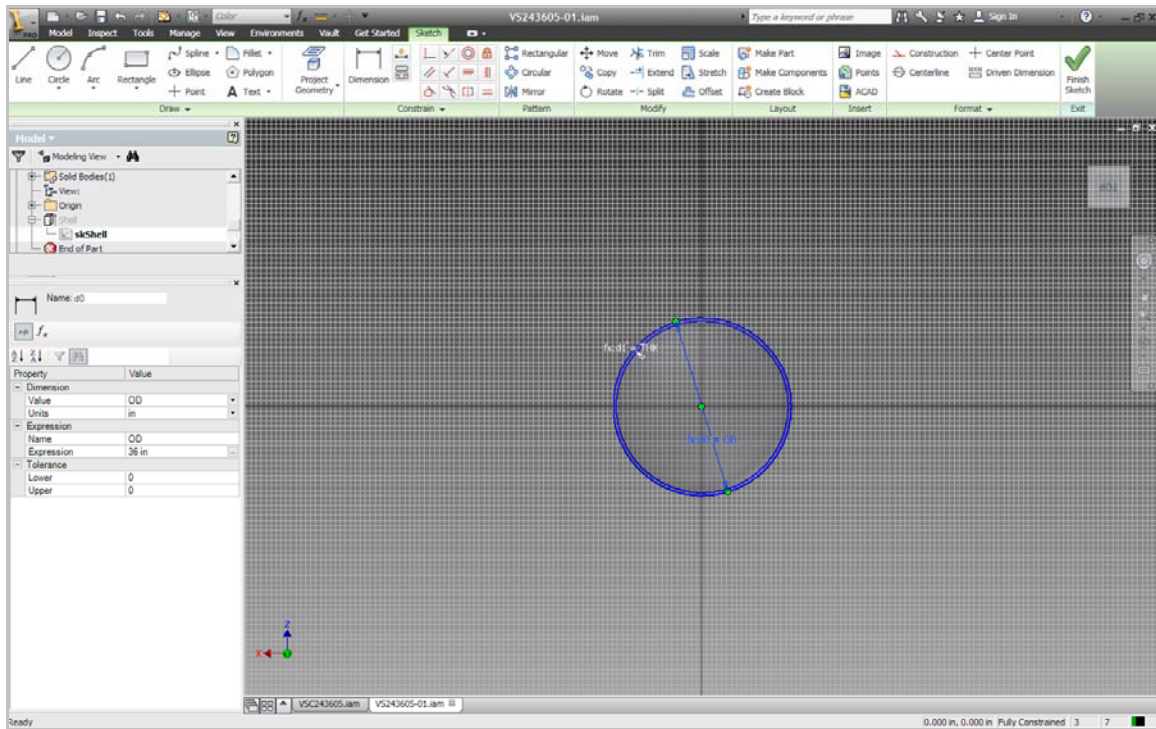 PRO
Color
VS243605-01.iam
Type a keyword or phrase
Sign In
Model Inspect Tools Manage View Environments Vault Get Started Sketch
Line
Circle
Arc
Rectangle
Spline
Ellipse
Point
Fillet
Polygon
Text
Project Geometry
Dimension
Rectangular
Circular
Mirror
Move
Copy
Rotate
Trim
Extend
Split
Scale
Stretch
Offset
Make Part
Make Components
Create Block
Image
Points
ACAD
Construction
Centerline
Center Point
Driven Dimension
Finish Sketch
Draw
Constrain
Pattern
Modify
Layout
Insert
Format
Exit
Model
Modeling View
Solid Bodies(1)
View:
Origin
Shell
skShell
End of Part
Name: d0
Property Value
Dimension
Value OD
Units in
Expression
Name OD
Expression 36 in
Tolerance
Lower 0
Upper 0
TOP
fx:d0 = OD
Z
X
VSC243605.iam VS243605-01.iam
Ready
0.000 in, 0.000 in Fully Constrained 3 7